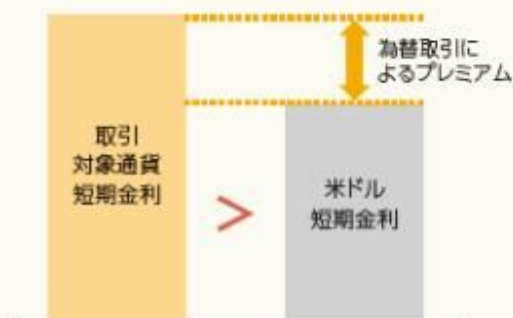 為替取引に
よるプレミアム
取引
対象通貨
短期金利
>
米ドル
短期金利